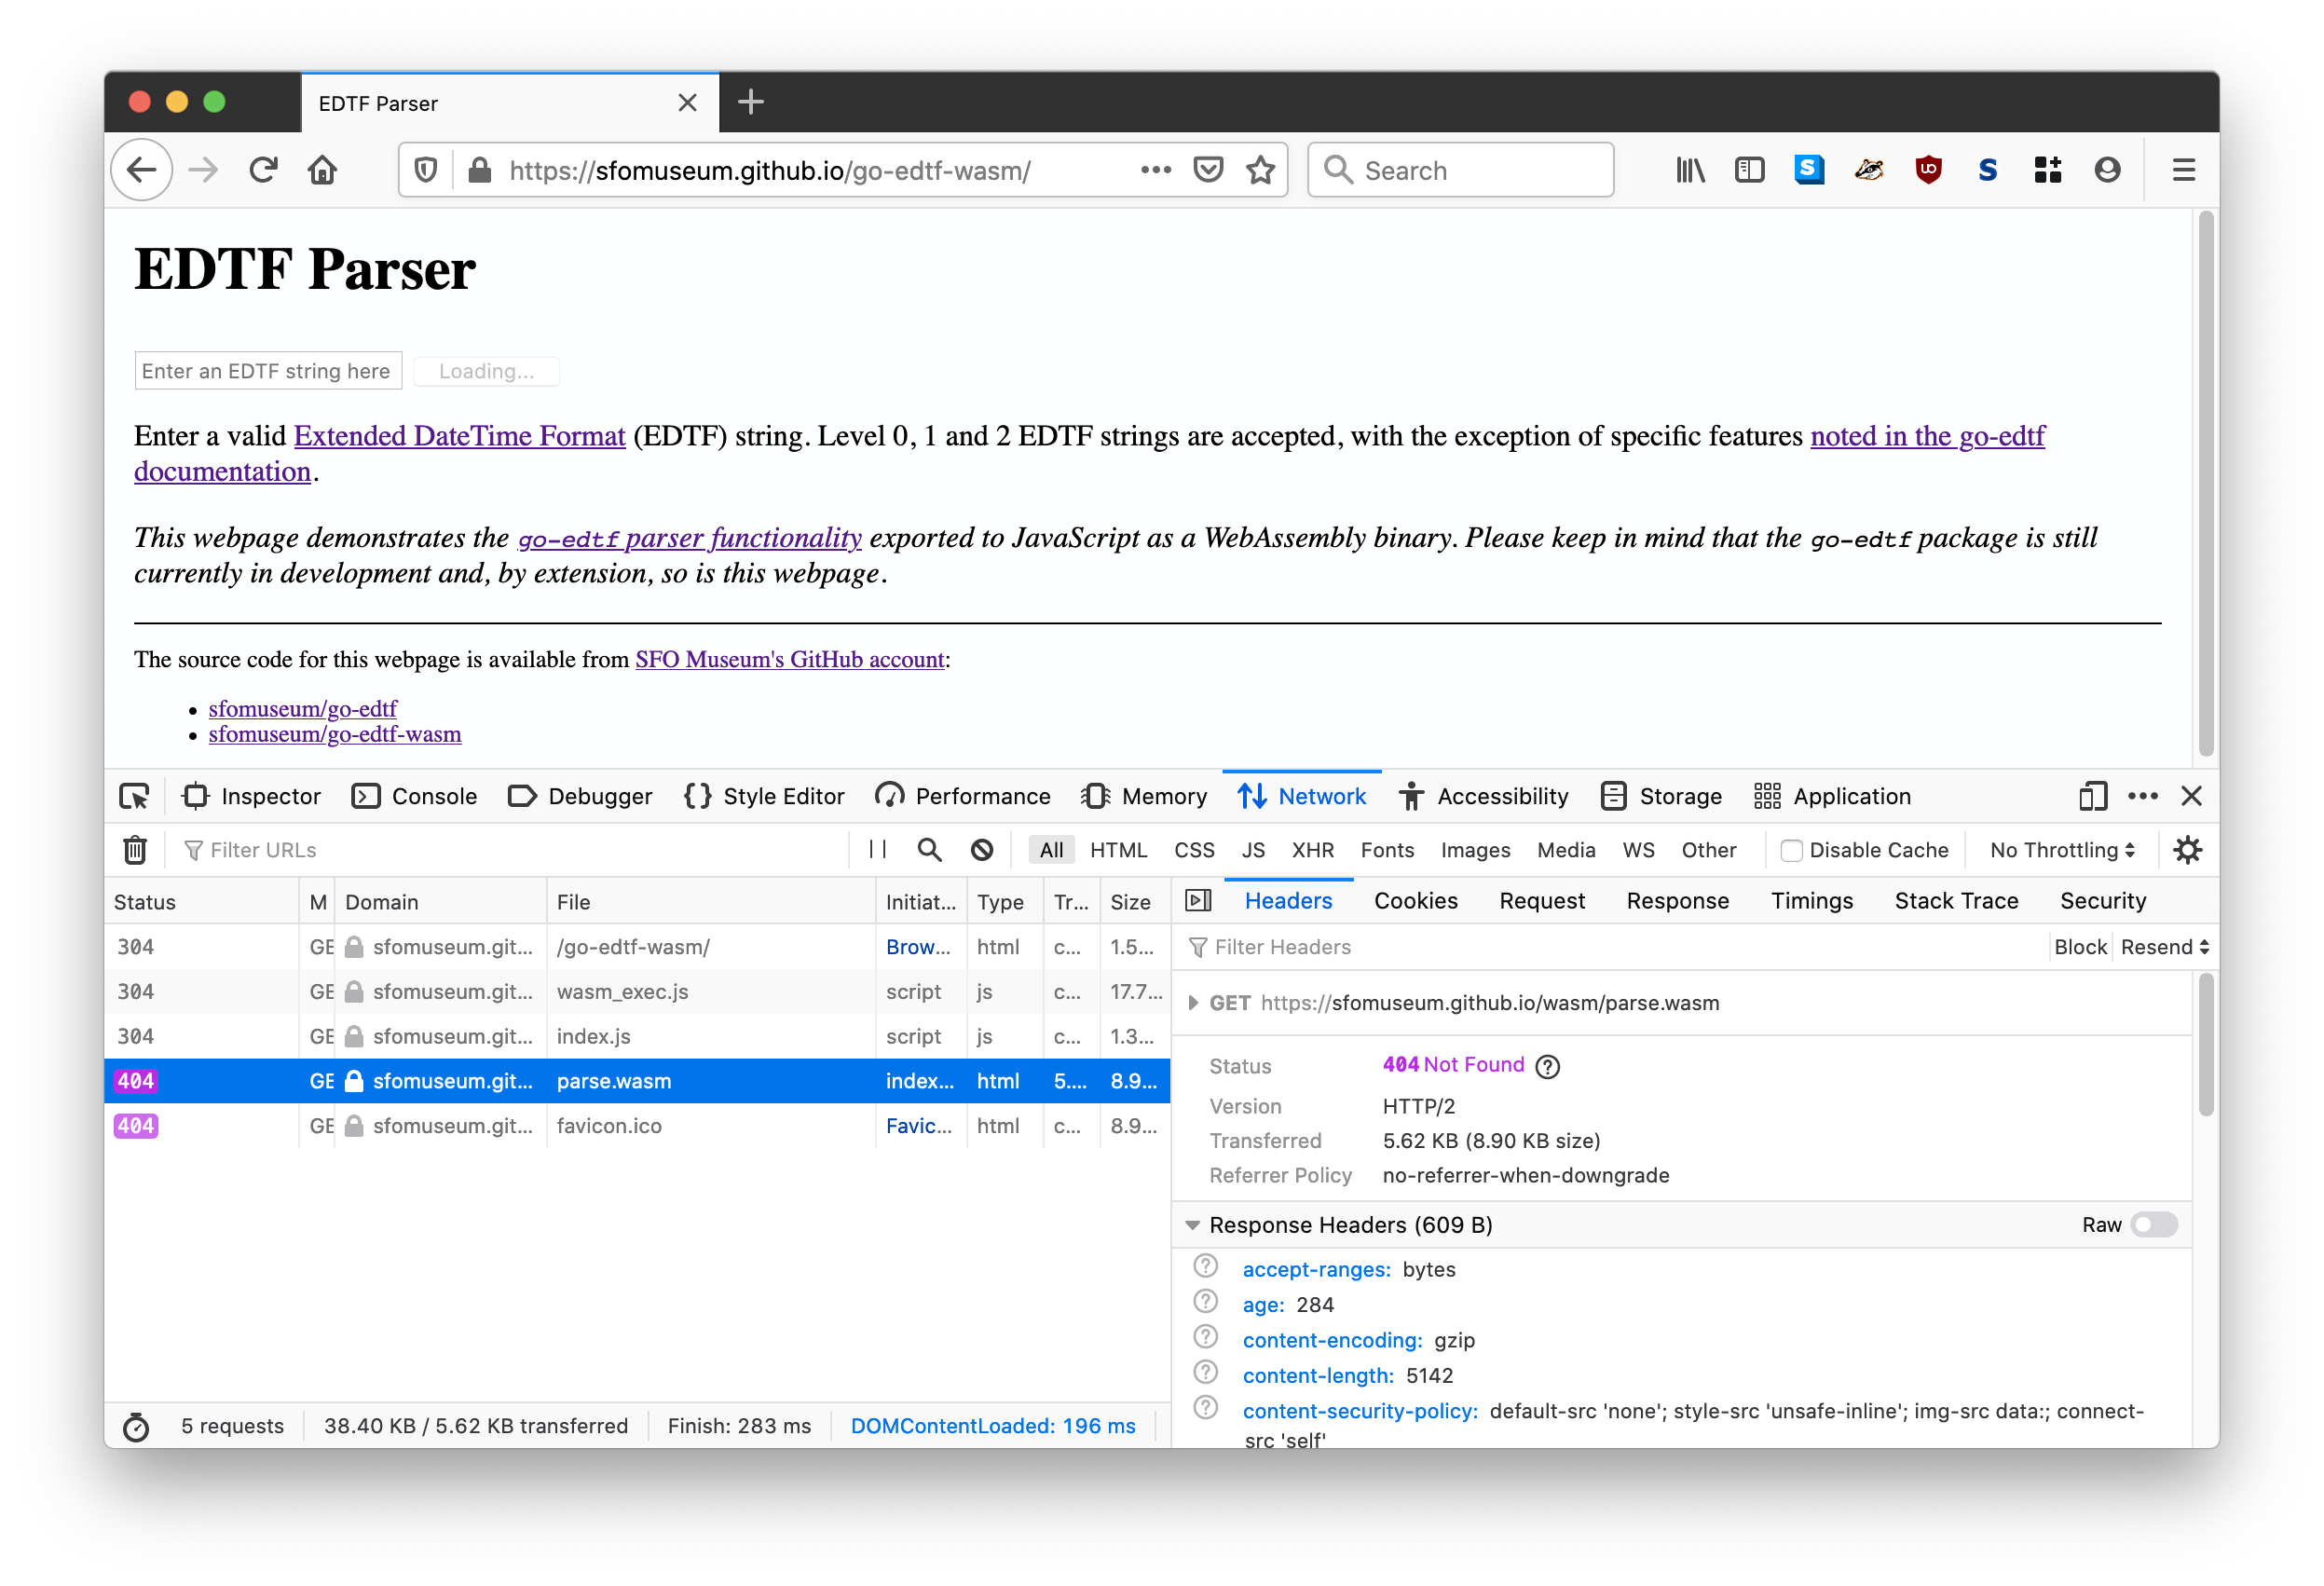 EDTF Parser
https://sfomuseum.github.io/go-edtf-wasm/
Search
EDTF Parser
Enter an EDTF string here
Loading...
Enter a valid Extended DateTime Format (EDTF) string. Level 0, 1 and 2 EDTF strings are accepted, with the exception of specific features noted in the go-edtf
documentation.
This webpage demonstrates the go-edtf parser functionality exported to JavaScript as a WebAssembly binary. Please keep in mind that the go-edtf package is still
currently in development and, by extension, so is this webpage.
The source code for this webpage is available from SFO Museum's GitHub account:
• sfomuseum/go-edtf
• sfomuseum/go-edtf-wasm
Inspector Console Debugger {} Style Editor Performance Memory Network Accessibility Storage Application
Filter URLs All HTML CSS JS XHR Fonts Images Media WS Other Disable Cache No Throttling
Status M Domain File Initiat... Type Tr... Size
304 GE sfomuseum.git... /go-edtf-wasm/ Brow... html c... 1.5...
304 GE sfomuseum.git... wasm_exec.js script js c... 17.7...
304 GE sfomuseum.git... index.js script js c... 1.3...
404 GE sfomuseum.git... parse.wasm index... html 5.... 8.9...
404 GE sfomuseum.git... favicon.ico Favic... html c... 8.9...
5 requests 38.40 KB / 5.62 KB transferred Finish: 283 ms DOMContentLoaded: 196 ms
Headers Cookies Request Response Timings Stack Trace Security
Filter Headers Block Resend
GET https://sfomuseum.github.io/wasm/parse.wasm
Status 404 Not Found
Version HTTP/2
Transferred 5.62 KB (8.90 KB size)
Referrer Policy no-referrer-when-downgrade
Response Headers (609 B) Raw
accept-ranges: bytes
age: 284
content-encoding: gzip
content-length: 5142
content-security-policy: default-src 'none'; style-src 'unsafe-inline'; img-src data:; connect-
src 'self'